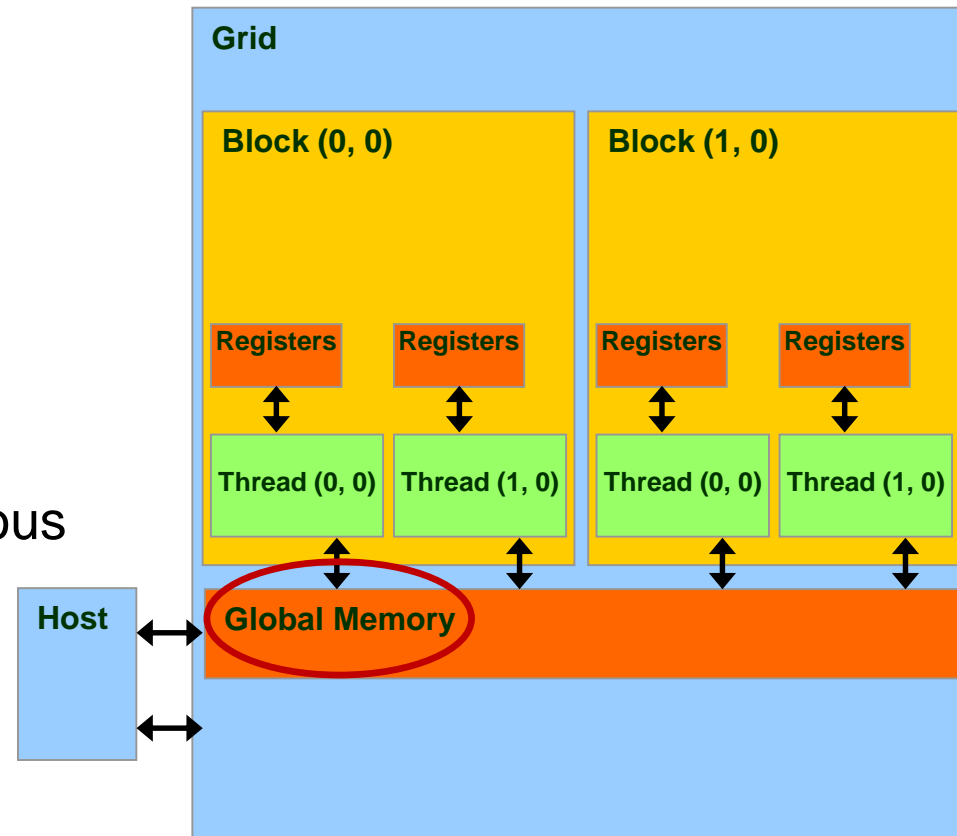 Grid
Block (0, 0)
Block (1, 0)
Registers
Registers
Registers
Registers
Thread (0, 0)
Thread (1, 0)
Thread (0, 0)
Thread (1, 0)
ous
Host
Global Memory